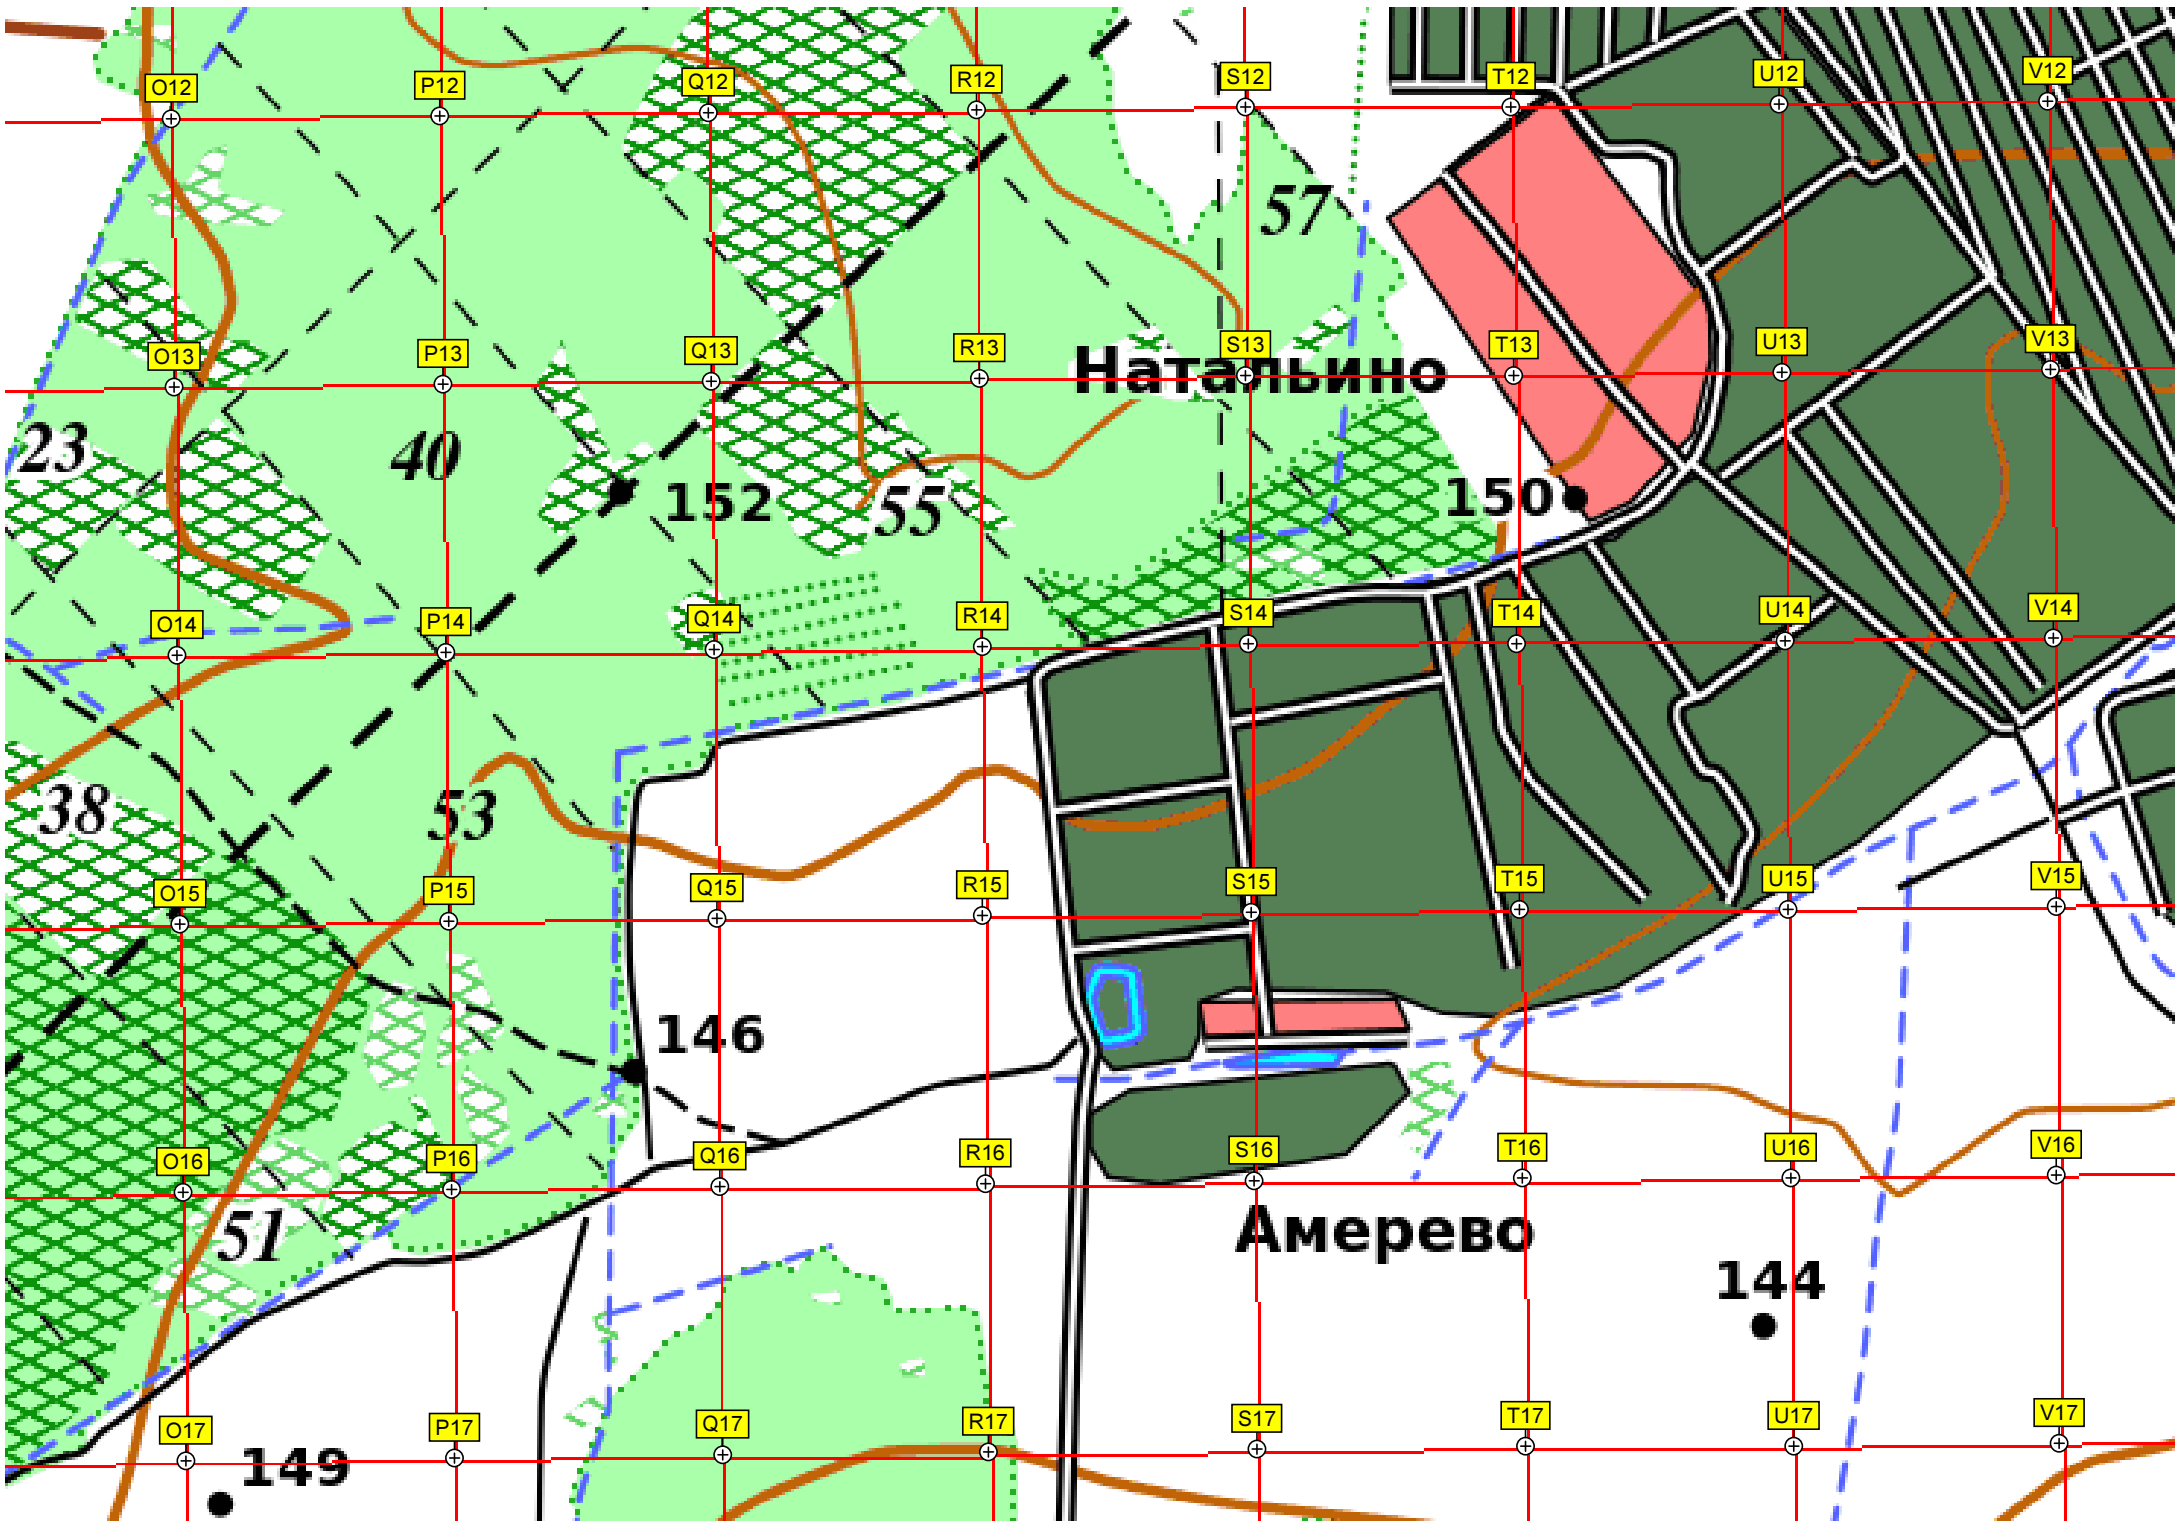 O12 P12 Q12 R12 S12 T12 U12 V12
57
O13 P13 Q13 R13 S13 T13 U13 V13
Натальино
23 40 152 55 150
O14 P14 Q14 R14 S14 T14 U14 V14
38 53
O15 P15 Q15 R15 S15 T15 U15 V15
146
O16 P16 Q16 R16 S16 T16 U16 V16
51 Амерево
144
O17 P17 Q17 R17 S17 T17 U17 V17
149